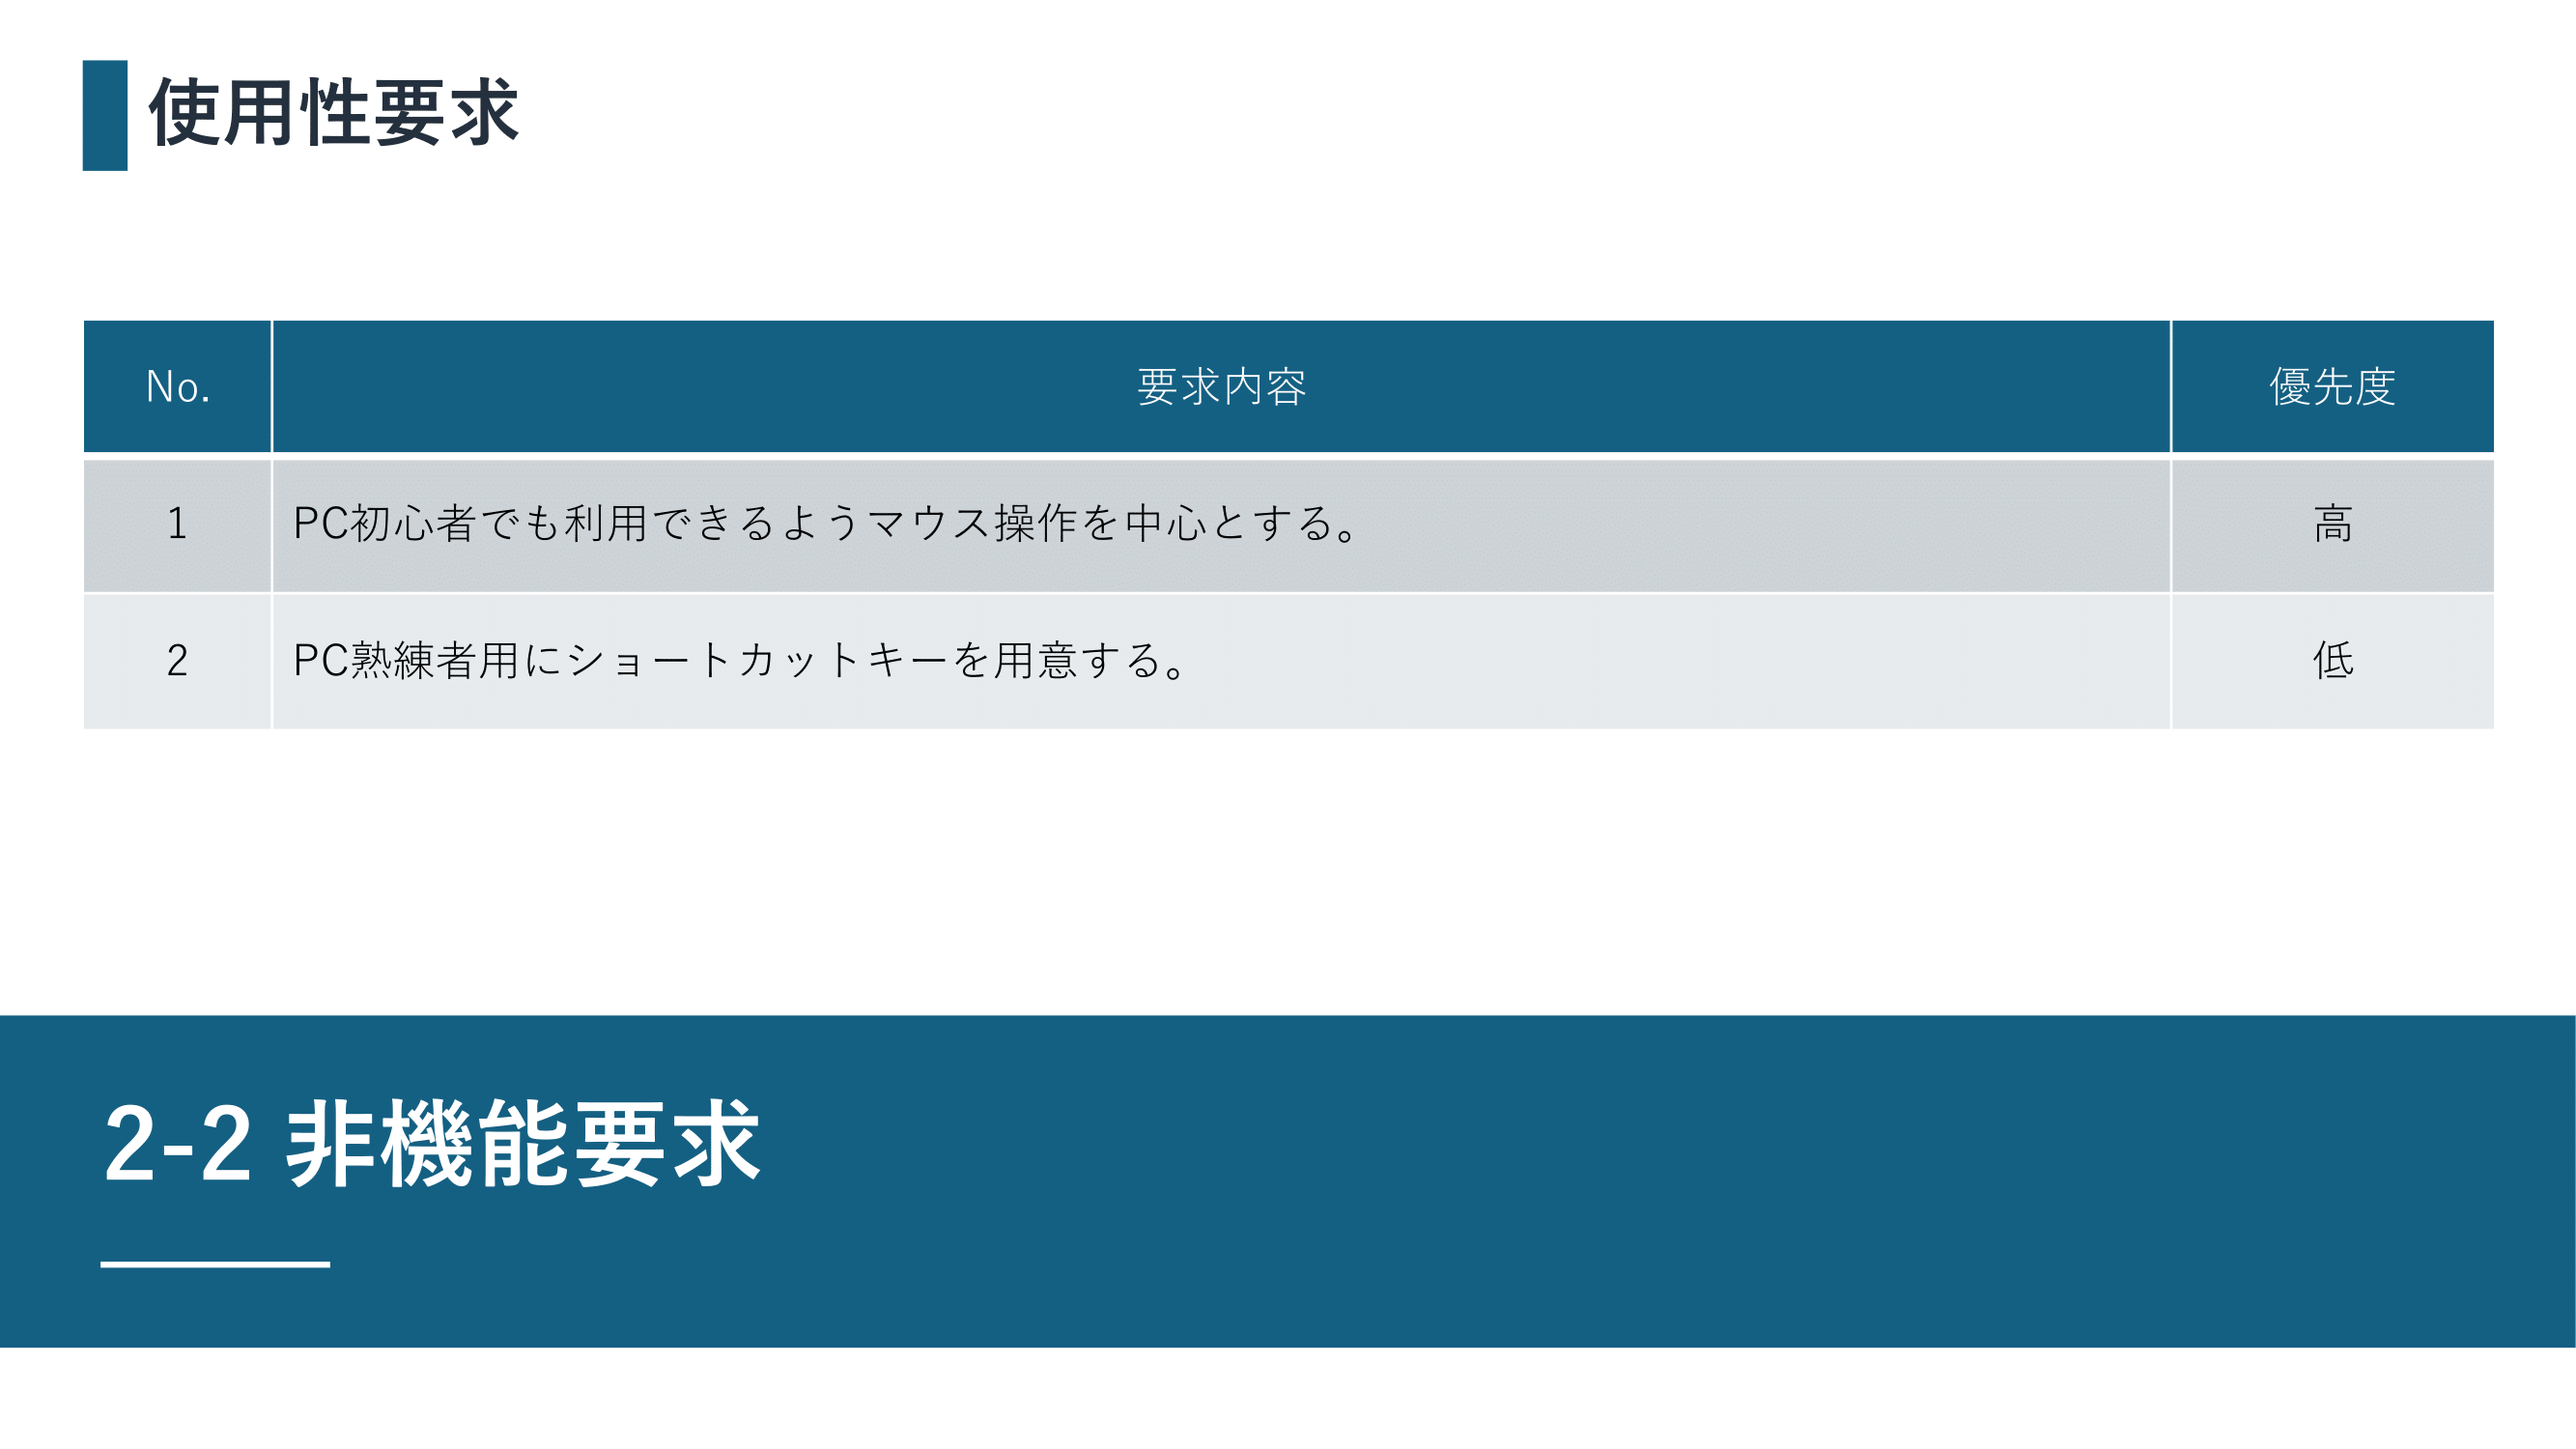 使用性要求
No. 要求内容 優先度
1 PC初心者でも利用できるようマウス操作を中心とする。 高
2 PC熟練者用にショートカットキーを用意する。 低
2-2 非機能要求